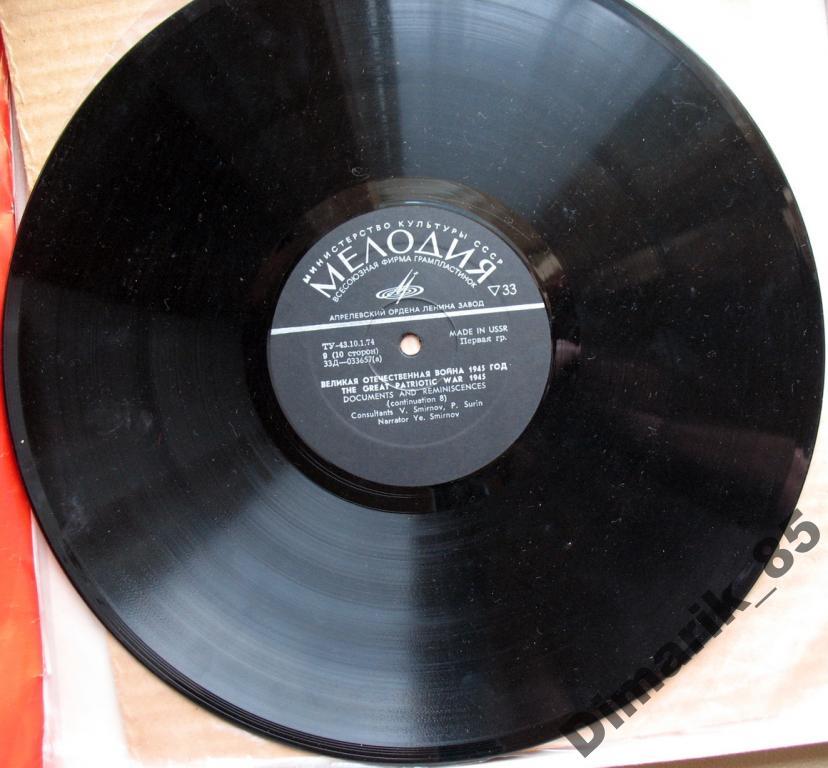 МИНИСТЕРСТВО КУЛЬТУРЫ СССР
МЕЛОДИЯ
ВСЕСОЮЗНАЯ ФИРМА ГРАМПЛАСТИНОК
▽33
АПРЕЛЕВСКИЙ ОРДЕНА ЛЕНИНА ЗАВОД
ТУ-43.10.1.74
MADE IN USSR
9 (10 сторон)
Первая гр.
33Д—033657(а)
ВЕЛИКАЯ ОТЕЧЕСТВЕННАЯ ВОЙНА 1945 ГОД
THE GREAT PATRIOTIC WAR 1945
DOCUMENTS AND REMINISCENCES
(continuation 8)
Consultants V. Smirnov, P. Surin
Narrator Ye. Smirnov
Dimarik_85